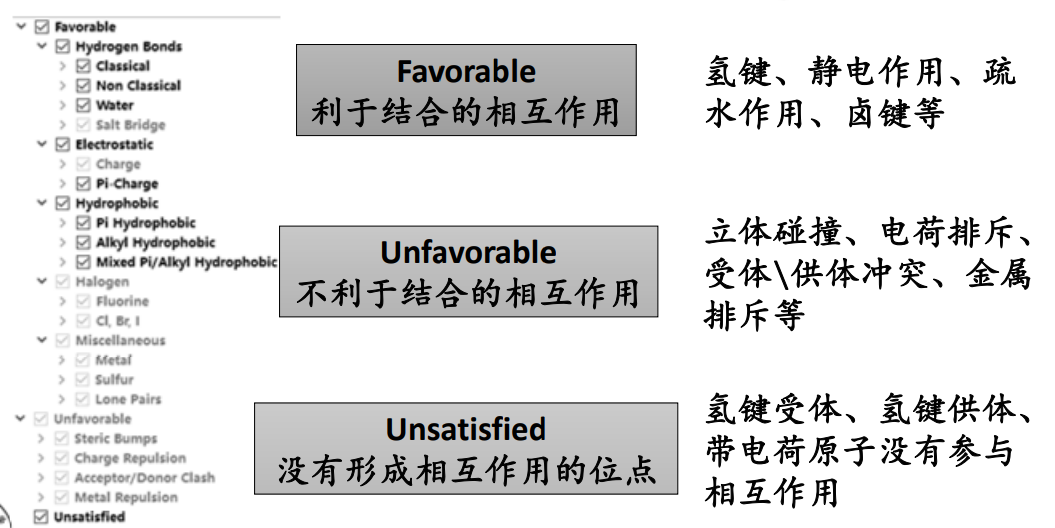 Favorable
Hydrogen Bonds
Classical
Non Classical
Water
Salt Bridge
Electrostatic
Charge
Pi-Charge
Hydrophobic
Pi Hydrophobic
Alkyl Hydrophobic
Mixed Pi/Alkyl Hydrophobic
Halogen
Fluorine
Cl, Br, I
Miscellaneous
Metal
Sulfur
Lone Pairs
Unfavorable
Steric Bumps
Charge Repulsion
Acceptor/Donor Clash
Metal Repulsion
Unsatisfied
Favorable
利于结合的相互作用
氢键、静电作用、疏
水作用、卤键等
Unfavorable
不利于结合的相互作用
立体碰撞、电荷排斥、
受体\供体冲突、金属
排斥等
Unsatisfied
没有形成相互作用的位点
氢键受体、氢键供体、
带电荷原子没有参与
相互作用